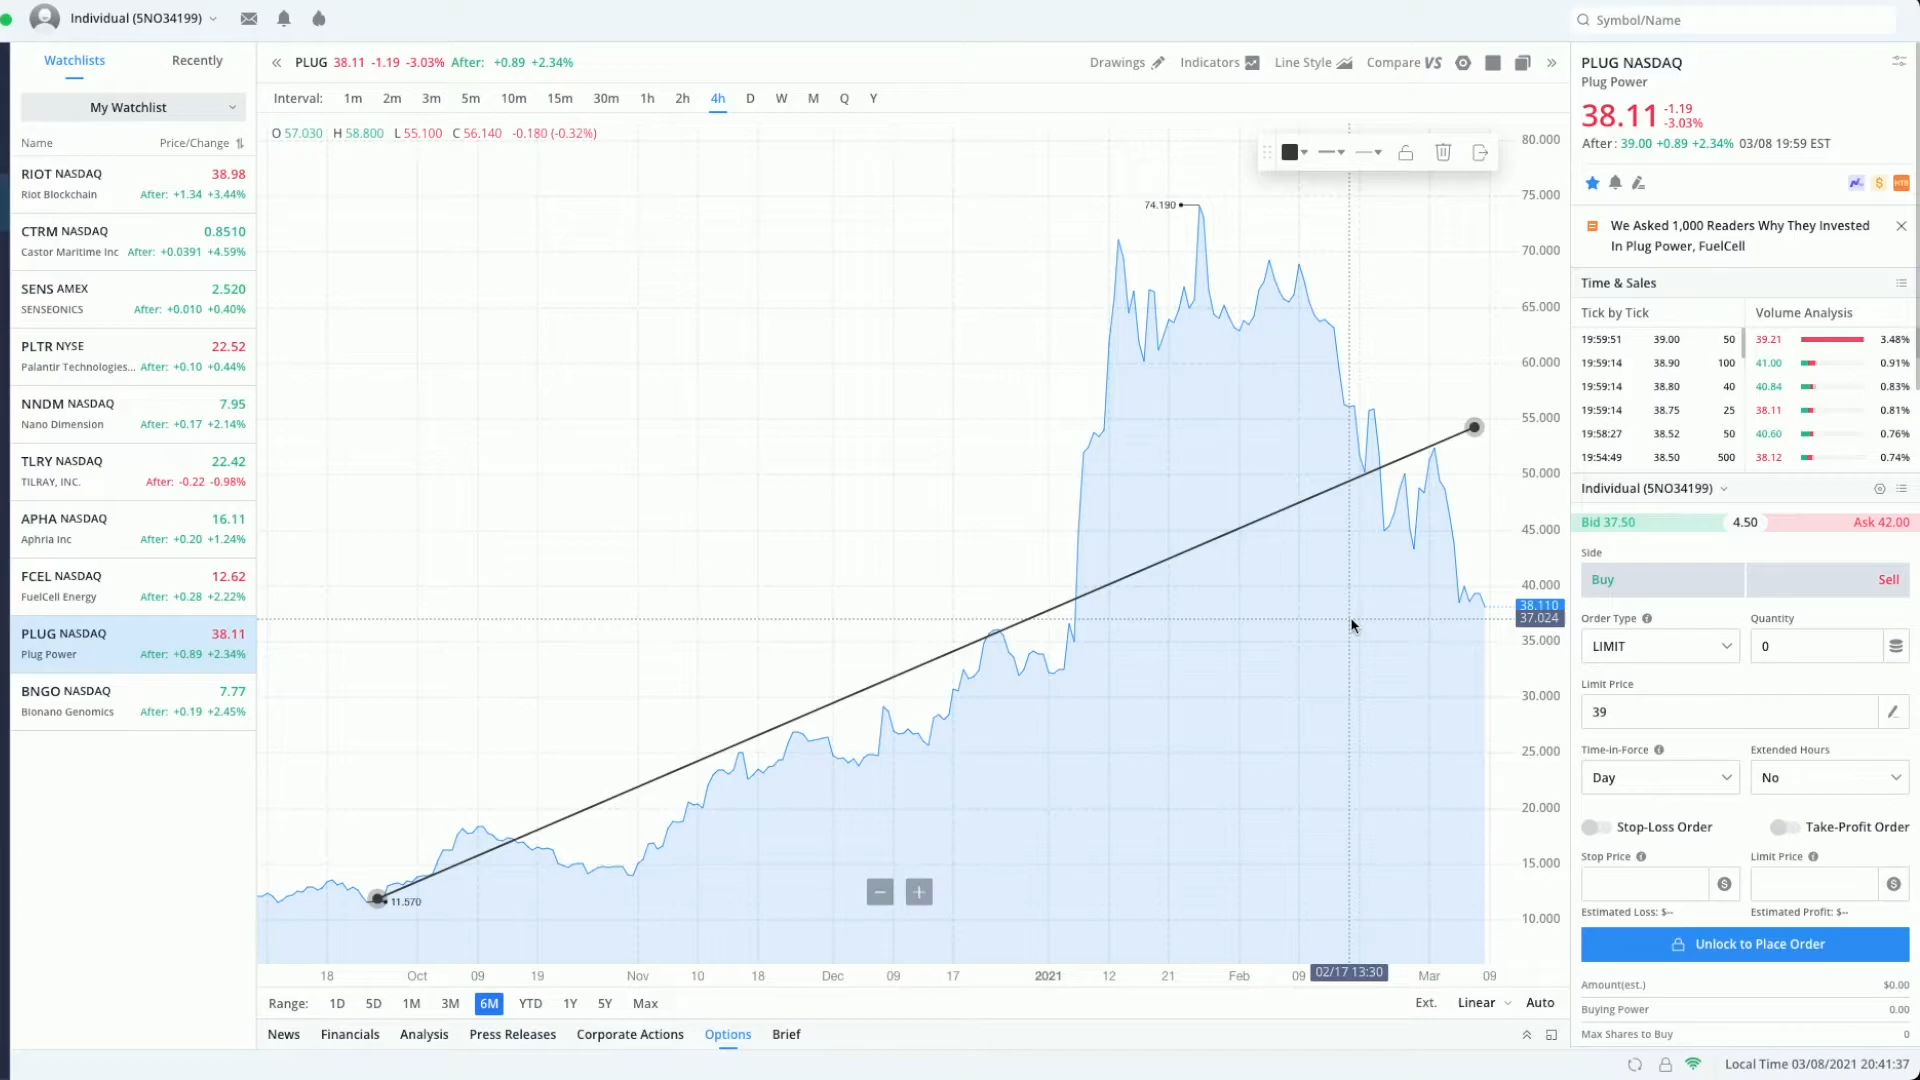 Individual (5NO34199)
Symbol/Name
Watchlists Recently
My Watchlist
Name Price/Change
RIOT NASDAQ 38.98
Riot Blockchain After: +1.34 +3.44%
CTRM NASDAQ 0.8510
Castor Maritime Inc After: +0.0391 +4.59%
SENS AMEX 2.520
SENSEONICS After: +0.010 +0.40%
PLTR NYSE 22.52
Palantir Technologies... After: +0.10 +0.44%
NNDM NASDAQ 7.95
Nano Dimension After: +0.17 +2.14%
TLRY NASDAQ 22.42
TILRAY, INC. After: -0.22 -0.98%
APHA NASDAQ 16.11
Aphria Inc After: +0.20 +1.24%
FCEL NASDAQ 12.62
FuelCell Energy After: +0.28 +2.22%
PLUG NASDAQ 38.11
Plug Power After: +0.89 +2.34%
BNGO NASDAQ 7.77
Bionano Genomics After: +0.19 +2.45%
PLUG 38.11 -1.19 -3.03% After: +0.89 +2.34%
Drawings Indicators Line Style Compare VS
Interval: 1m 2m 3m 5m 10m 15m 30m 1h 2h 4h D W M Q Y
O 57.030 H 58.800 L 55.100 C 56.140 -0.180 (-0.32%)
80.000
75.000
74.190
70.000
65.000
60.000
55.000
50.000
45.000
40.000
38.110
37.024
35.000
30.000
25.000
20.000
15.000
11.570
10.000
18 Oct 09 19 Nov 10 18 Dec 09 17 2021 12 21 Feb 09 02/17 13:30 Mar 09
Range: 1D 5D 1M 3M 6M YTD 1Y 5Y Max
Ext. Linear Auto
News Financials Analysis Press Releases Corporate Actions Options Brief
PLUG NASDAQ
Plug Power
38.11 -1.19
-3.03%
After: 39.00 +0.89 +2.34% 03/08 19:59 EST
We Asked 1,000 Readers Why They Invested
In Plug Power, FuelCell
Time & Sales
Tick by Tick Volume Analysis
19:59:51 39.00 50 39.21 3.48%
19:59:14 38.90 100 41.00 0.91%
19:59:14 38.80 40 40.84 0.83%
19:59:14 38.75 25 38.11 0.81%
19:58:27 38.52 50 40.60 0.76%
19:54:49 38.50 500 38.12 0.74%
Individual (5NO34199)
Bid 37.50 4.50 Ask 42.00
Side
Buy Sell
Order Type Quantity
LIMIT 0
Limit Price
39
Time-in-Force Extended Hours
Day No
Stop-Loss Order Take-Profit Order
Stop Price Limit Price
Estimated Loss: $-- Estimated Profit: $--
Unlock to Place Order
Amount(est.) $0.00
Buying Power 0.00
Max Shares to Buy 0
Local Time 03/08/2021 20:41:37